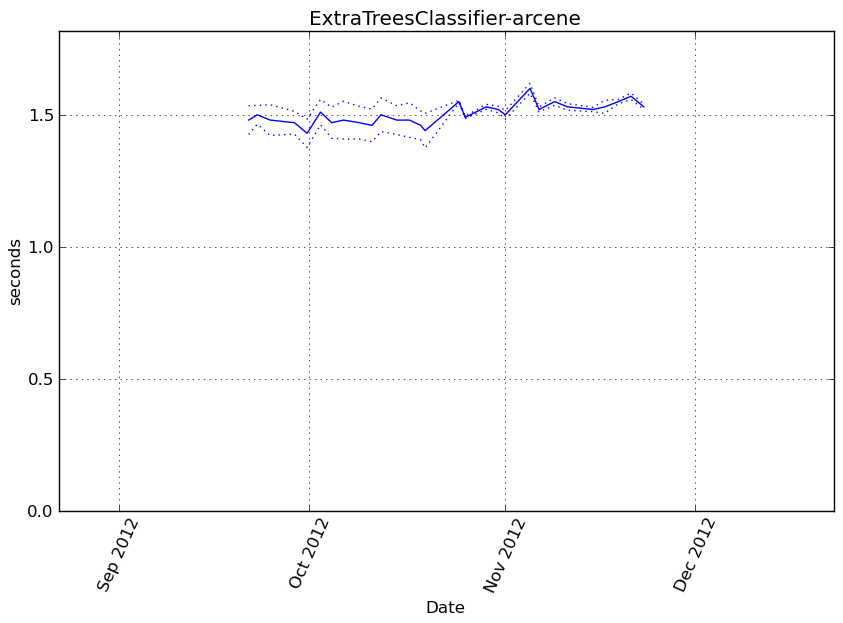 ExtraTreesClassifier-arcene
1.5
1.0
0.5
0.0
seconds
Sep 2012
Oct 2012
Nov 2012
Dec 2012
Date